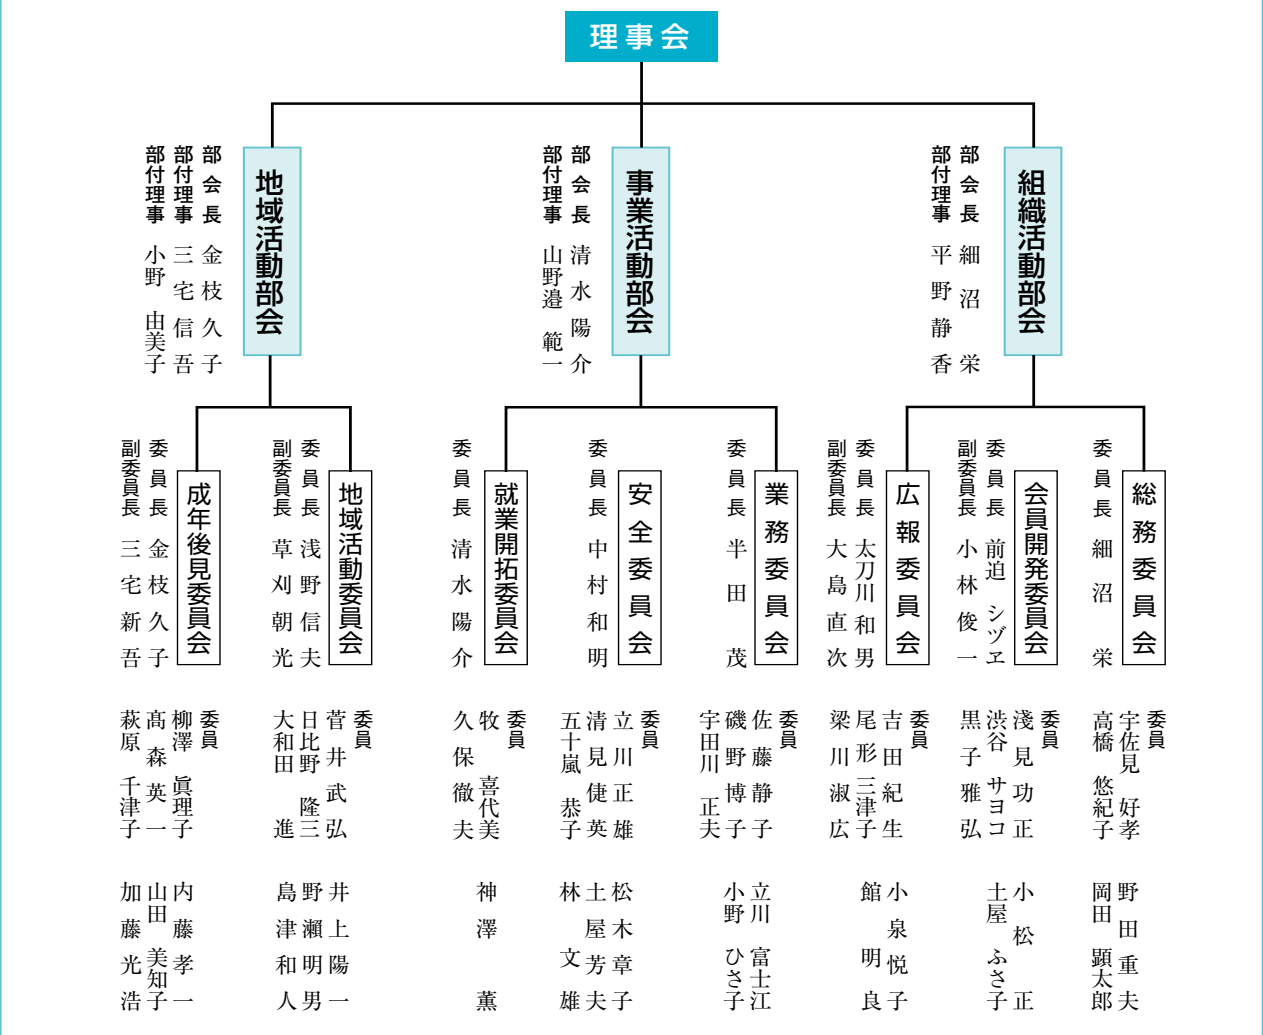 理事会
組織活動部会
部会長 細沼 栄
部付理事 平野静香
事業活動部会
部会長 清水陽介
部付理事 山野邉 範一
地域活動部会
部会長 金枝久子
部付理事 三宅信吾
部付理事 小野 由美子
総務委員会
委員長 細沼 栄
委員
宇佐見 好孝
高橋 悠紀子
野田重夫
岡田 顕太郎
会員開発委員会
委員長 前迫 シヅヱ
副委員長 小林俊一
委員
淺見功正
渋谷 サヨコ
黒子雅弘
小松 正
土屋 ふさ子
広報委員会
委員長 太刀川和男
副委員長 大島直次
委員
吉田紀生
尾形三津子
梁川淑広
小泉悦子
館 明良
業務委員会
委員長 半田 茂
委員
佐藤静子
磯野博子
宇田川 正夫
立川 富士江
小野 ひさ子
安全委員会
委員長 中村和明
委員
立川正雄
清見倢英
五十嵐 恭子
松木章子
土屋芳夫
林 文雄
就業開拓委員会
委員長 清水陽介
委員
牧 喜代美
久保徹夫
神澤 薫
地域活動委員会
委員長 浅野信夫
副委員長 草刈朝光
委員
菅井武弘
日比野 隆三
大和田 進
井上陽一
野瀬明男
島津和人
成年後見委員会
委員長 金枝久子
副委員長 三宅新吾
委員
柳澤 眞理子
髙森英一
萩原 千津子
内藤孝一
山田 美知子
加藤光浩